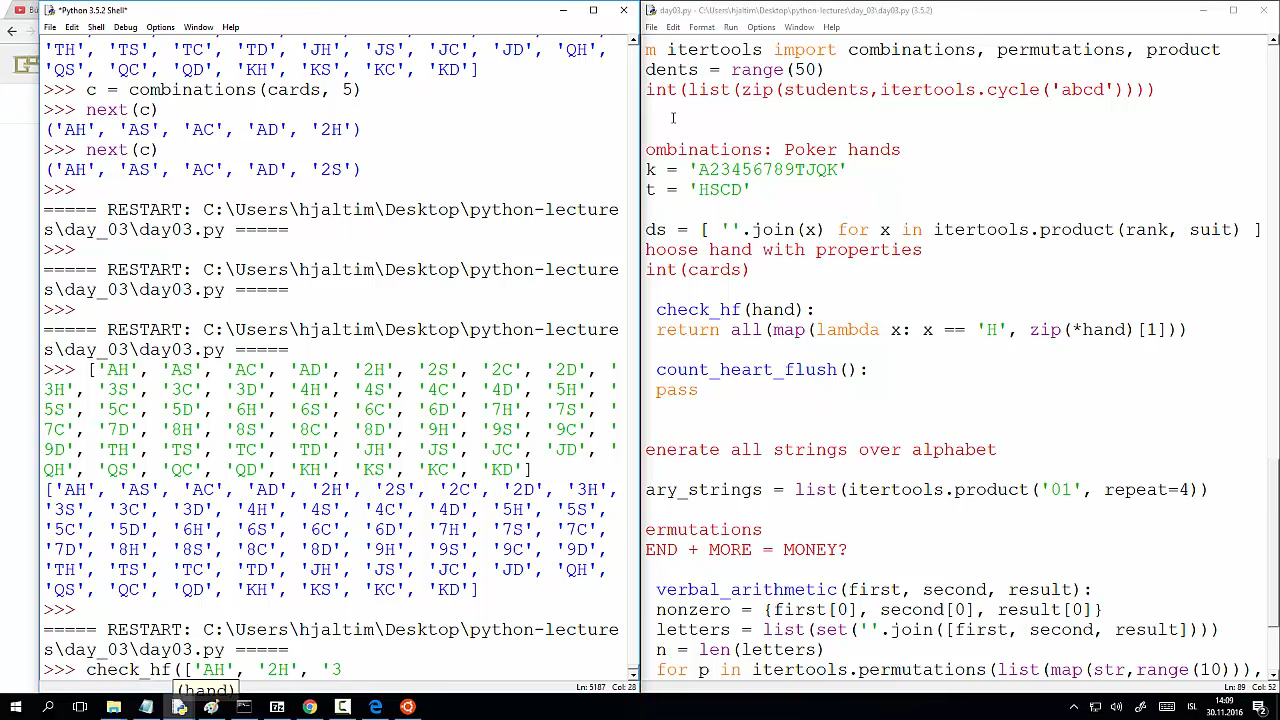 *Python 3.5.2 Shell*
File Edit Shell Debug Options Window Help
'TH', 'TS', 'TC', 'TD', 'JH', 'JS', 'JC', 'JD', 'QH',
'QS', 'QC', 'QD', 'KH', 'KS', 'KC', 'KD']
>>> c = combinations(cards, 5)
>>> next(c)
('AH', 'AS', 'AC', 'AD', '2H')
>>> next(c)
('AH', 'AS', 'AC', 'AD', '2S')
>>>
===== RESTART: C:\Users\hjaltim\Desktop\python-lecture
s\day_03\day03.py =====
>>>
===== RESTART: C:\Users\hjaltim\Desktop\python-lecture
s\day_03\day03.py =====
>>>
===== RESTART: C:\Users\hjaltim\Desktop\python-lecture
s\day_03\day03.py =====
>>> ['AH', 'AS', 'AC', 'AD', '2H', '2S', '2C', '2D', '
3H', '3S', '3C', '3D', '4H', '4S', '4C', '4D', '5H', '
5S', '5C', '5D', '6H', '6S', '6C', '6D', '7H', '7S', '
7C', '7D', '8H', '8S', '8C', '8D', '9H', '9S', '9C', '
9D', 'TH', 'TS', 'TC', 'TD', 'JH', 'JS', 'JC', 'JD', '
QH', 'QS', 'QC', 'QD', 'KH', 'KS', 'KC', 'KD']
['AH', 'AS', 'AC', 'AD', '2H', '2S', '2C', '2D', '3H',
'3S', '3C', '3D', '4H', '4S', '4C', '4D', '5H', '5S',
'5C', '5D', '6H', '6S', '6C', '6D', '7H', '7S', '7C',
'7D', '8H', '8S', '8C', '8D', '9H', '9S', '9C', '9D',
'TH', 'TS', 'TC', 'TD', 'JH', 'JS', 'JC', 'JD', 'QH',
'QS', 'QC', 'QD', 'KH', 'KS', 'KC', 'KD']
>>>
===== RESTART: C:\Users\hjaltim\Desktop\python-lecture
s\day_03\day03.py =====
>>> check_hf(['AH', '2H', '3
(hand)
Ln: 5187 Col: 28
day03.py - C:\Users\hjaltim\Desktop\python-lectures\day_03\day03.py (3.5.2)
File Edit Format Run Options Window Help
m itertools import combinations, permutations, product
dents = range(50)
int(list(zip(students,itertools.cycle('abcd'))))
ombinations: Poker hands
k = 'A23456789TJQK'
t = 'HSCD'
ds = [ ''.join(x) for x in itertools.product(rank, suit) ]
hoose hand with properties
int(cards)
check_hf(hand):
return all(map(lambda x: x == 'H', zip(*hand)[1]))
count_heart_flush():
pass
enerate all strings over alphabet
ary_strings = list(itertools.product('01', repeat=4))
ermutations
END + MORE = MONEY?
verbal_arithmetic(first, second, result):
nonzero = {first[0], second[0], result[0]}
letters = list(set(''.join([first, second, result])))
n = len(letters)
for p in itertools.permutations(list(map(str,range(10))),
Ln: 89 Col: 52
ISL
14:09
30.11.2016